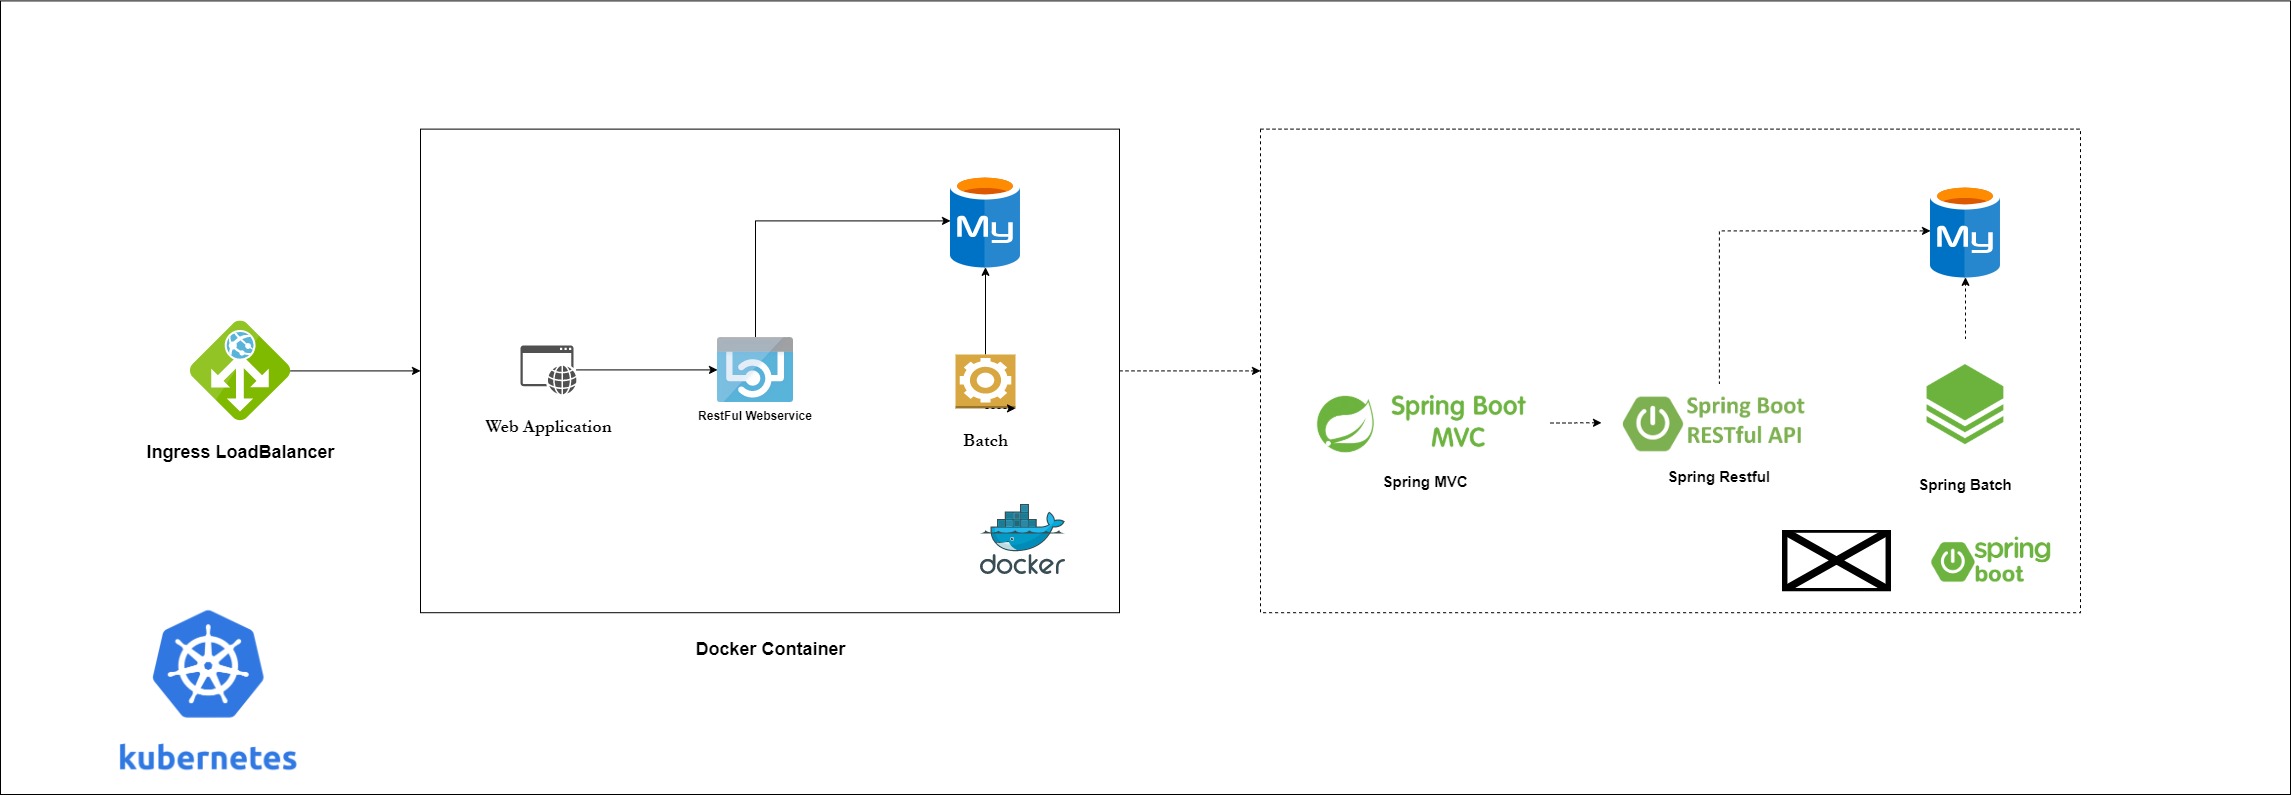 Ingress LoadBalancer
kubernetes
My
Web Application
RestFul Webservice
Batch
docker
Docker Container
My
Spring Boot
MVC
Spring MVC
Spring Boot
RESTful API
Spring Restful
Spring Batch
spring
boot